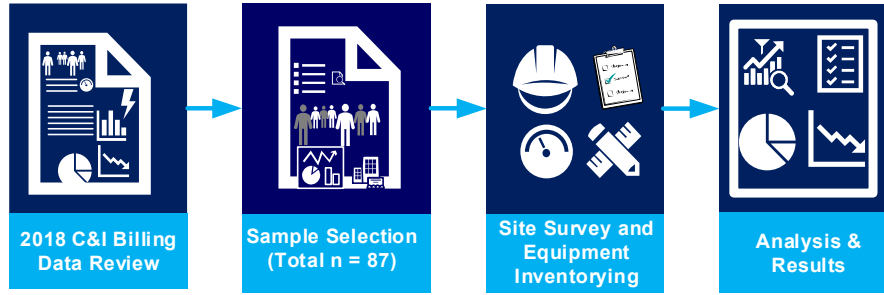 2018 C&I Billing
Data Review
Sample Selection
(Total n = 87)
Site Survey and
Equipment
Inventorying
Analysis &
Results